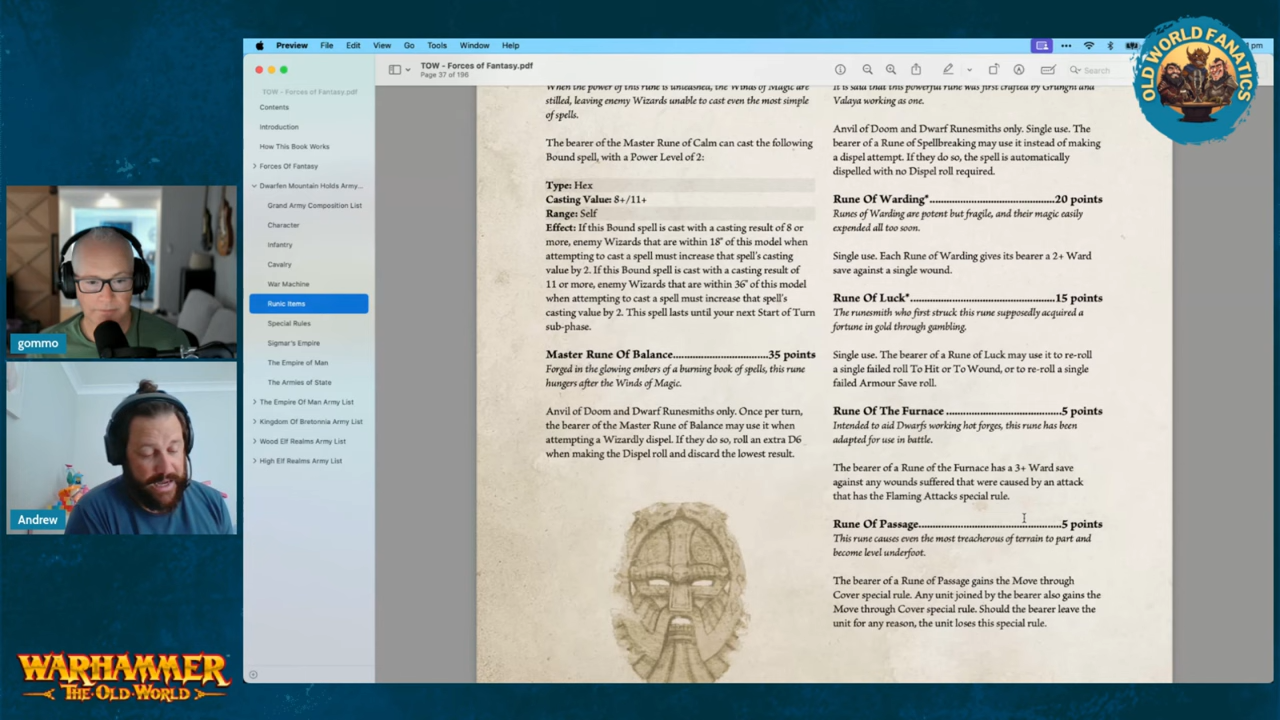 Preview File Edit View Go Tools Window Help
TOW - Forces of Fantasy.pdf
Page 37 of 196
Search
OLD WORLD FANATICS
TOW - Forces of Fantasy.pdf
Contents
Introduction
How This Book Works
Forces Of Fantasy
Dwarfen Mountain Holds Army...
Grand Army Composition List
Character
Infantry
Cavalry
War Machine
Runic Items
Special Rules
Sigmar's Empire
The Empire of Man
The Armies of State
The Empire Of Man Army List
Kingdom Of Bretonnia Army List
Wood Elf Realms Army List
High Elf Realms Army List
gommo
Andrew
WARHAMMER
THE OLD WORLD
When the power of this rune is unleashed, the Winds of Magic are
stilled, leaving enemy Wizards unable to cast even the most simple
of spells.
The bearer of the Master Rune of Calm can cast the following
Bound spell, with a Power Level of 2:
Type: Hex
Casting Value: 8+/11+
Range: Self
Effect: If this Bound spell is cast with a casting result of 8 or
more, enemy Wizards that are within 18" of this model when
attempting to cast a spell must increase that spell's casting
value by 2. If this Bound spell is cast with a casting result of
11 or more, enemy Wizards that are within 36" of this model
when attempting to cast a spell must increase that spell's
casting value by 2. This spell lasts until your next Start of Turn
sub-phase.
Master Rune Of Balance..............................35 points
Forged in the glowing embers of a burning book of spells, this rune
hungers after the Winds of Magic.
Anvil of Doom and Dwarf Runesmiths only. Once per turn,
the bearer of the Master Rune of Balance may use it when
attempting a Wizardly dispel. If they do so, roll an extra D6
when making the Dispel roll and discard the lowest result.
It is said that this powerful rune was first crafted by Grungni and
Valaya working as one.
Anvil of Doom and Dwarf Runesmiths only. Single use. The
bearer of a Rune of Spellbreaking may use it instead of making
a dispel attempt. If they do so, the spell is automatically
dispelled with no Dispel roll required.
Rune Of Warding*........................................20 points
Runes of Warding are potent but fragile, and their magic easily
expended all too soon.
Single use. Each Rune of Warding gives its bearer a 2+ Ward
save against a single wound.
Rune Of Luck*..............................................15 points
The runesmith who first struck this rune supposedly acquired a
fortune in gold through gambling.
Single use. The bearer of a Rune of Luck may use it to re-roll
a single failed roll To Hit or To Wound, or to re-roll a single
failed Armour Save roll.
Rune Of The Furnace ....................................5 points
Intended to aid Dwarfs working hot forges, this rune has been
adapted for use in battle.
The bearer of a Rune of the Furnace has a 3+ Ward save
against any wounds suffered that were caused by an attack
that has the Flaming Attacks special rule.
Rune Of Passage.............................................5 points
This rune causes even the most treacherous of terrain to part and
become level underfoot.
The bearer of a Rune of Passage gains the Move through
Cover special rule. Any unit joined by the bearer also gains the
Move through Cover special rule. Should the bearer leave the
unit for any reason, the unit loses this special rule.